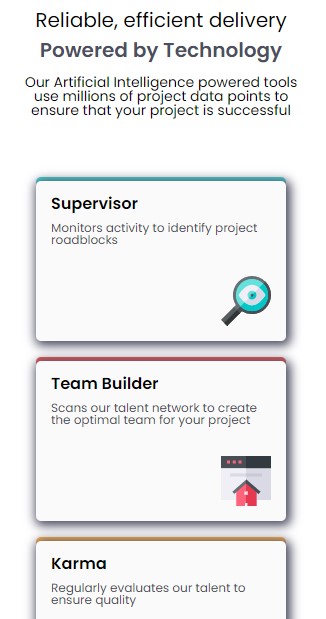 Reliable, efficient delivery
Powered by Technology
Our Artificial Intelligence powered tools
use millions of project data points to
ensure that your project is successful
Supervisor
Monitors activity to identify project
roadblocks
Team Builder
Scans our talent network to create
the optimal team for your project
Karma
Regularly evaluates our talent to
ensure quality